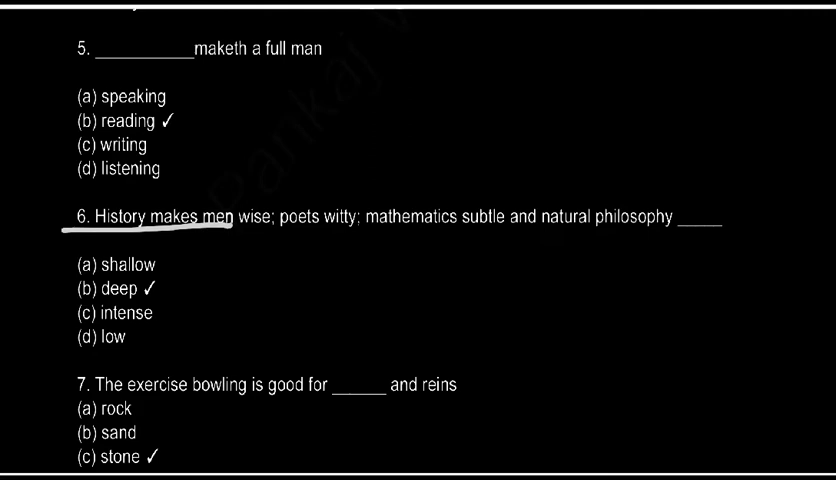 5. ___________maketh a full man
(a) speaking
(b) reading ✓
(c) writing
(d) listening
6. History makes men wise; poets witty; mathematics subtle and natural philosophy _____
(a) shallow
(b) deep ✓
(c) intense
(d) low
7. The exercise bowling is good for ______ and reins
(a) rock
(b) sand
(c) stone ✓
Pankaj